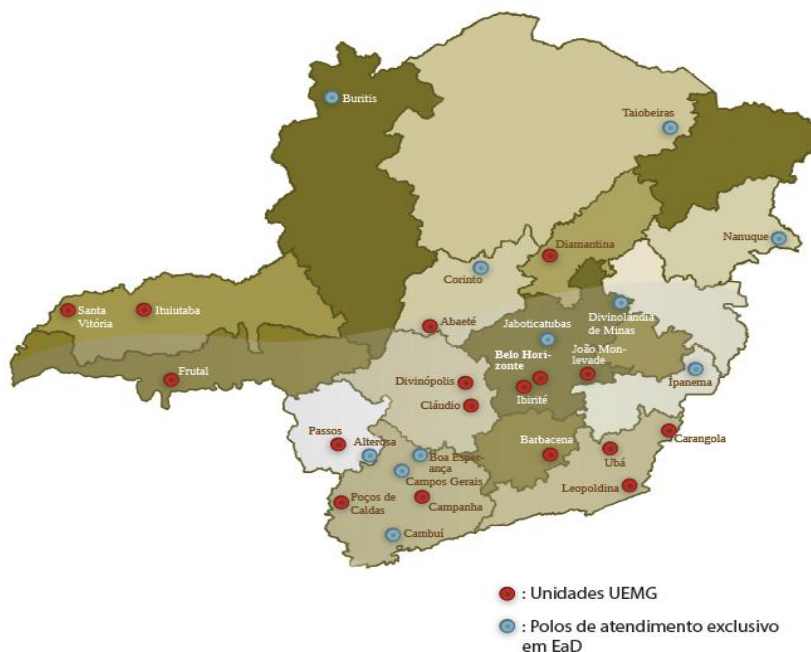 Buritis
Taiobeiras
Nanuque
Diamantina
Corinto
Santa
Vitória
Ituiutaba
Abaeté
Divinolândia
de Minas
Jaboticatubas
João Mon-
levade
Belo Hori-
zonte
Ibirité
Ipanema
Frutal
Divinópolis
Cláudio
Passos
Alterosa
Boa Esper-
ança
Campos Gerais
Barbacena
Carangola
Ubá
Leopoldina
Poços de
Caldas
Campanha
Cambuí
: Unidades UEMG
: Polos de atendimento exclusivo
em EaD